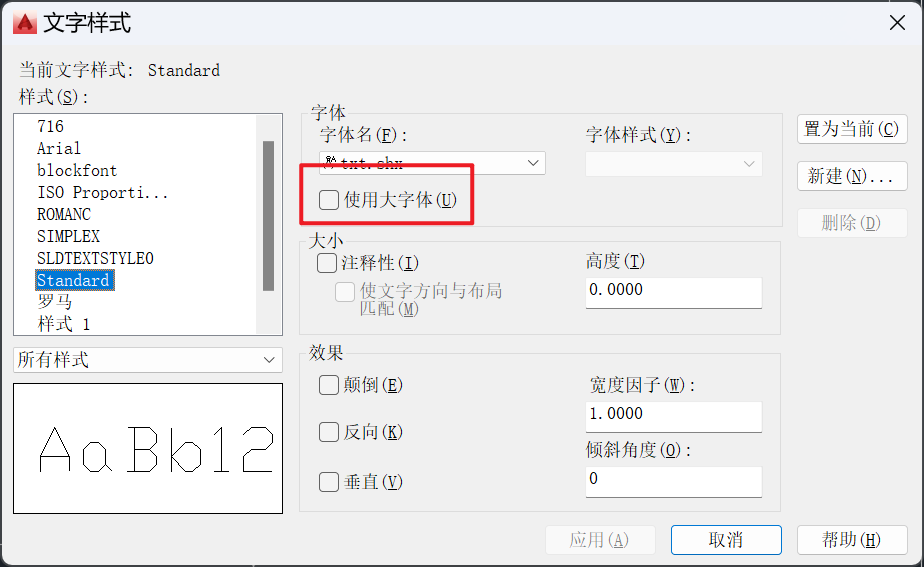 文字样式
当前文字样式: Standard
样式(S):
716
Arial
blockfont
ISO Proporti...
ROMANC
SIMPLEX
SLDTEXTSTYLE0
Standard
罗马
样式 1
所有样式
AaBb12
字体
字体名(F):
txt.shx
使用大字体(U)
字体样式(Y):
大小
注释性(I)
使文字方向与布局
匹配(M)
高度(T)
0.0000
效果
颠倒(E)
反向(K)
垂直(V)
宽度因子(W):
1.0000
倾斜角度(O):
0
置为当前(C)
新建(N)...
删除(D)
应用(A)
取消
帮助(H)